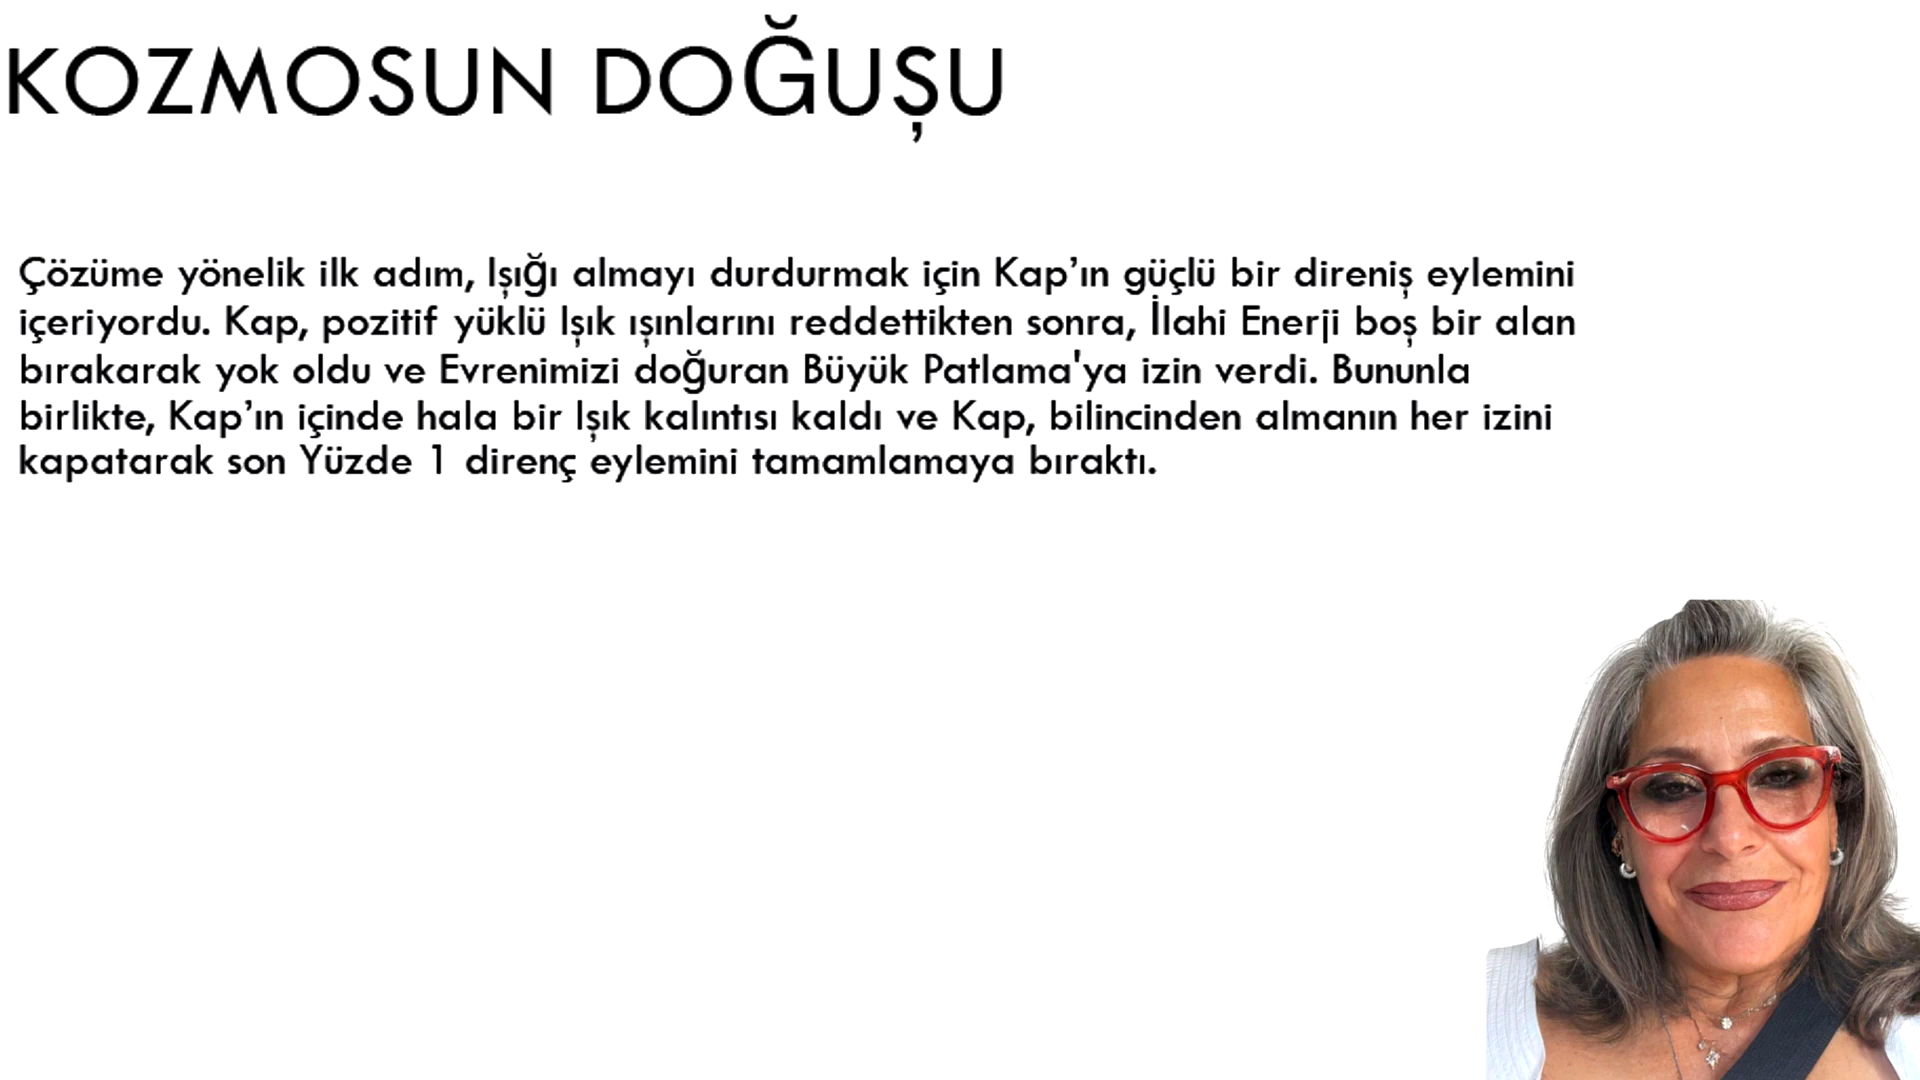 KOZMOSUN DOĞUŞU
Çözüme yönelik ilk adım, Işığı almayı durdurmak için Kap’ın güçlü bir direniş eylemini
içeriyordu. Kap, pozitif yüklü Işık ışınlarını reddettikten sonra, İlahi Enerji boş bir alan
bırakarak yok oldu ve Evrenimizi doğuran Büyük Patlama'ya izin verdi. Bununla
birlikte, Kap’ın içinde hala bir Işık kalıntısı kaldı ve Kap, bilincinden almanın her izini
kapatarak son Yüzde 1 direnç eylemini tamamlamaya bıraktı.